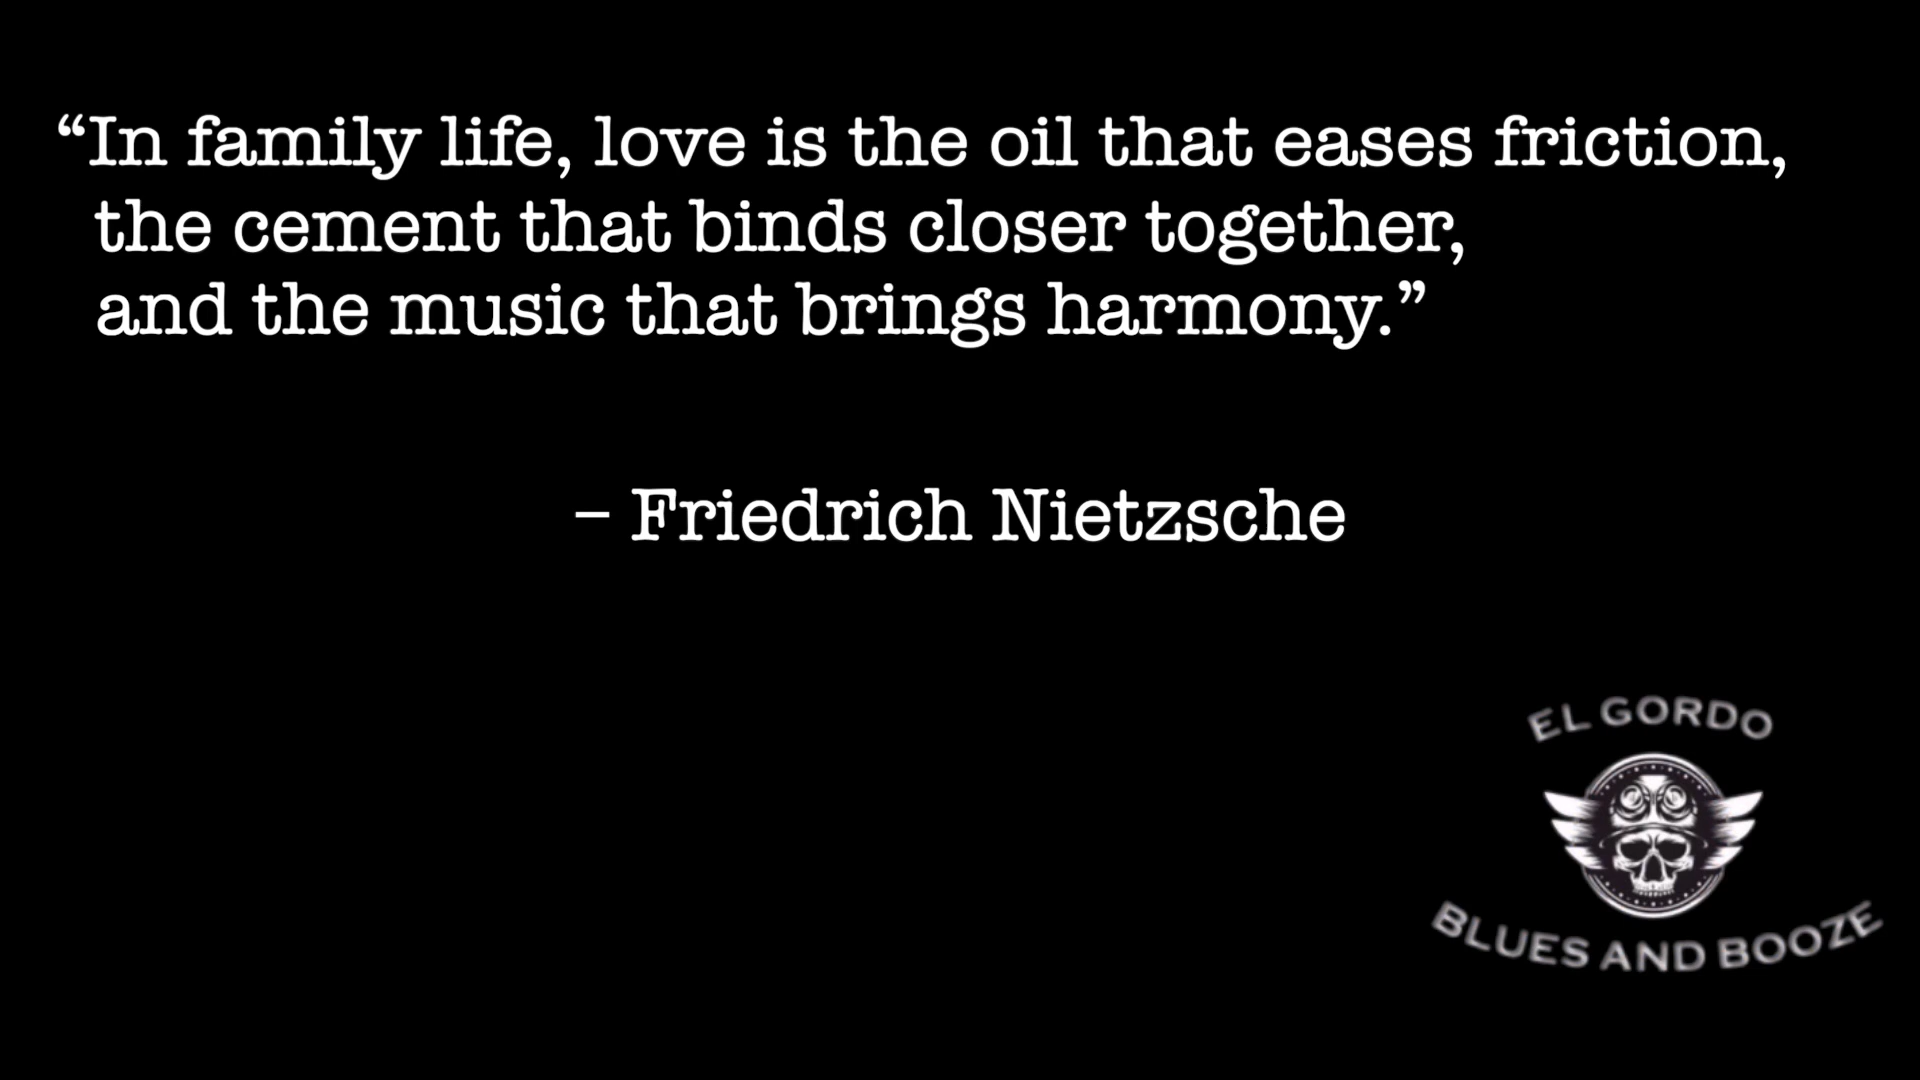 “In family life, love is the oil that eases friction,
the cement that binds closer together,
and the music that brings harmony.”
– Friedrich Nietzsche
EL GORDO
BLUES AND BOOZE